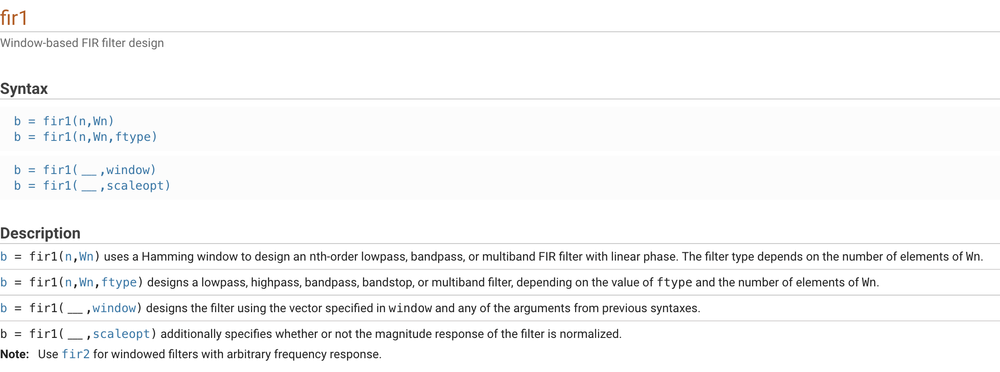 fir1
Window-based FIR filter design
Syntax
b = fir1(n,Wn)
b = fir1(n,Wn,ftype)
b = fir1(__,window)
b = fir1(__,scaleopt)
Description
b = fir1(n,Wn) uses a Hamming window to design an nth-order lowpass, bandpass, or multiband FIR filter with linear phase. The filter type depends on the number of elements of Wn.
b = fir1(n,Wn,ftype) designs a lowpass, highpass, bandpass, bandstop, or multiband filter, depending on the value of ftype and the number of elements of Wn.
b = fir1(__,window) designs the filter using the vector specified in window and any of the arguments from previous syntaxes.
b = fir1(__,scaleopt) additionally specifies whether or not the magnitude response of the filter is normalized.
Note: Use fir2 for windowed filters with arbitrary frequency response.